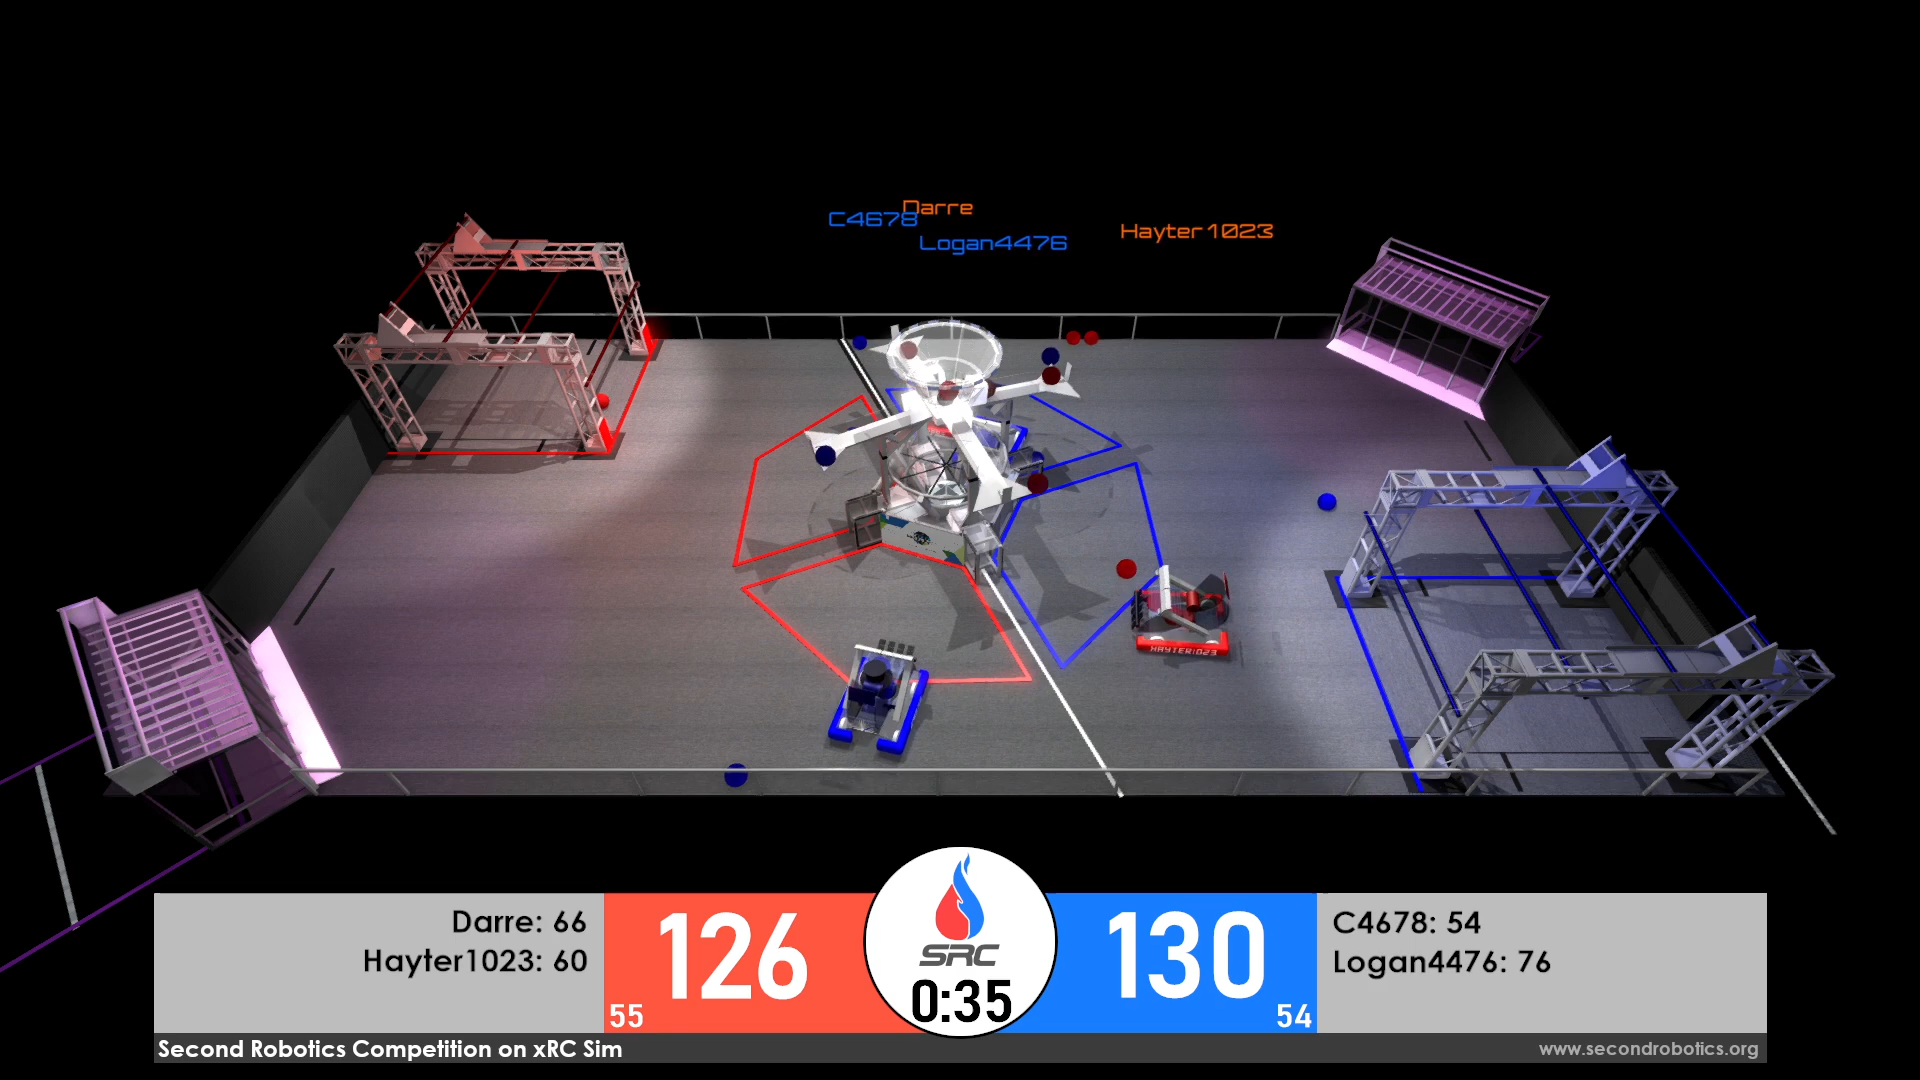 Darre
C4678
Logan4476
Hayter1023
HAYTER1023
Darre: 66
Hayter1023: 60
126
55
SRC
0:35
130
54
C4678: 54
Logan4476: 76
Second Robotics Competition on xRC Sim
www.secondrobotics.org